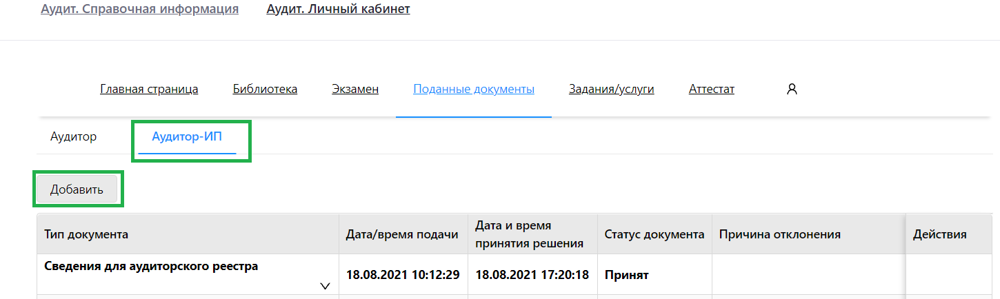 Аудит. Справочная информация Аудит. Личный кабинет
Главная страница Библиотека Экзамен Поданные документы Задания/услуги Аттестат
Аудитор Аудитор-ИП
Добавить
Тип документа Дата/время подачи Дата и время принятия решения Статус документа Причина отклонения Действия
Сведения для аудиторского реестра 18.08.2021 10:12:29 18.08.2021 17:20:18 Принят